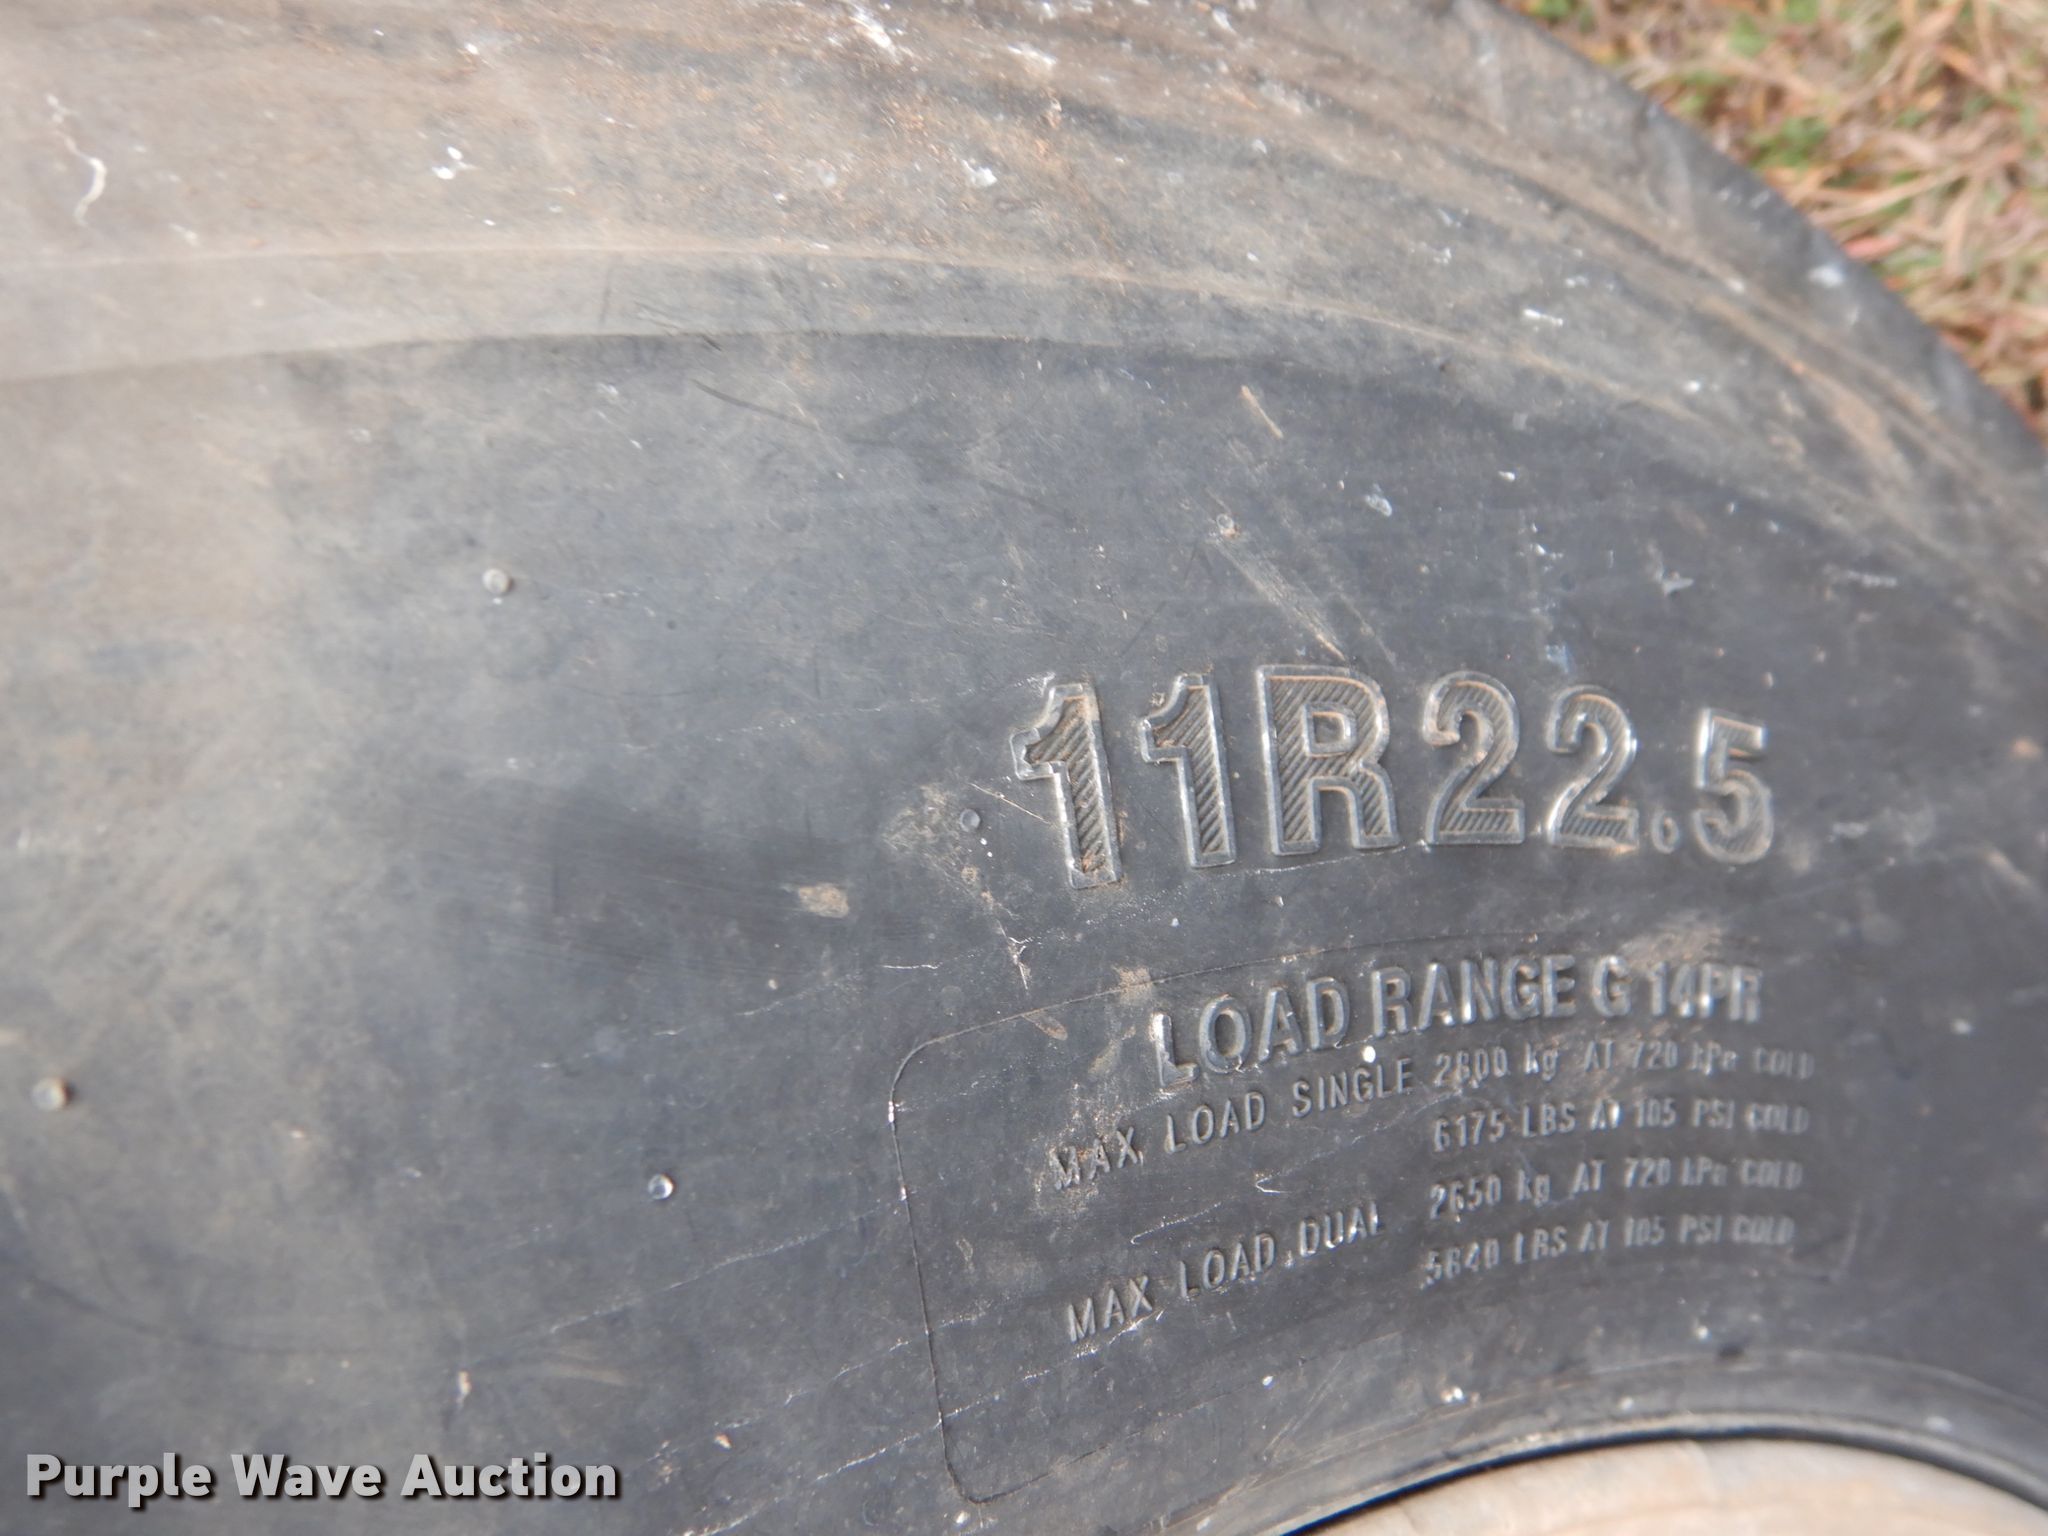 11R22.5
LOAD RANGE G 14PR
MAX LOAD SINGLE 2800 kg AT 720 kPa COLD
6175 LBS AT 105 PSI COLD
MAX LOAD DUAL 2650 kg AT 720 kPa COLD
5840 LBS AT 105 PSI COLD
Purple Wave Auction